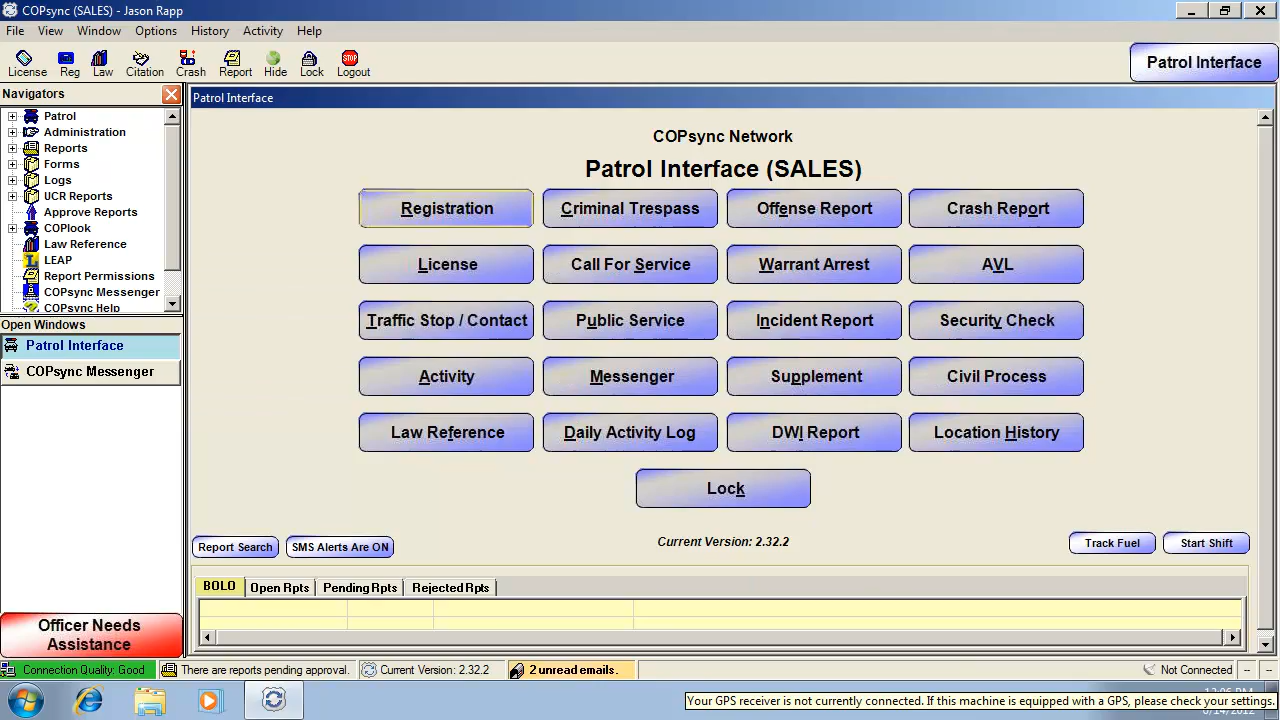 COPsync (SALES) - Jason Rapp
File View Window Options History Activity Help
License Reg Law Citation Crash Report Hide Lock Logout
STOP
Patrol Interface
Navigators
Patrol
Administration
Reports
Forms
Logs
UCR Reports
Approve Reports
COPlook
Law Reference
LEAP
Report Permissions
COPsync Messenger
COPsync Help
Open Windows
Patrol Interface
COPsync Messenger
Officer Needs
Assistance
Patrol Interface
COPsync Network
Patrol Interface (SALES)
Registration Criminal Trespass Offense Report Crash Report
License Call For Service Warrant Arrest AVL
Traffic Stop / Contact Public Service Incident Report Security Check
Activity Messenger Supplement Civil Process
Law Reference Daily Activity Log DWI Report Location History
Lock
Report Search SMS Alerts Are ON Current Version: 2.32.2 Track Fuel Start Shift
BOLO Open Rpts Pending Rpts Rejected Rpts
Connection Quality: Good There are reports pending approval. Current Version: 2.32.2 2 unread emails. Not Connected -- --
Your GPS receiver is not currently connected. If this machine is equipped with a GPS, please check your settings.